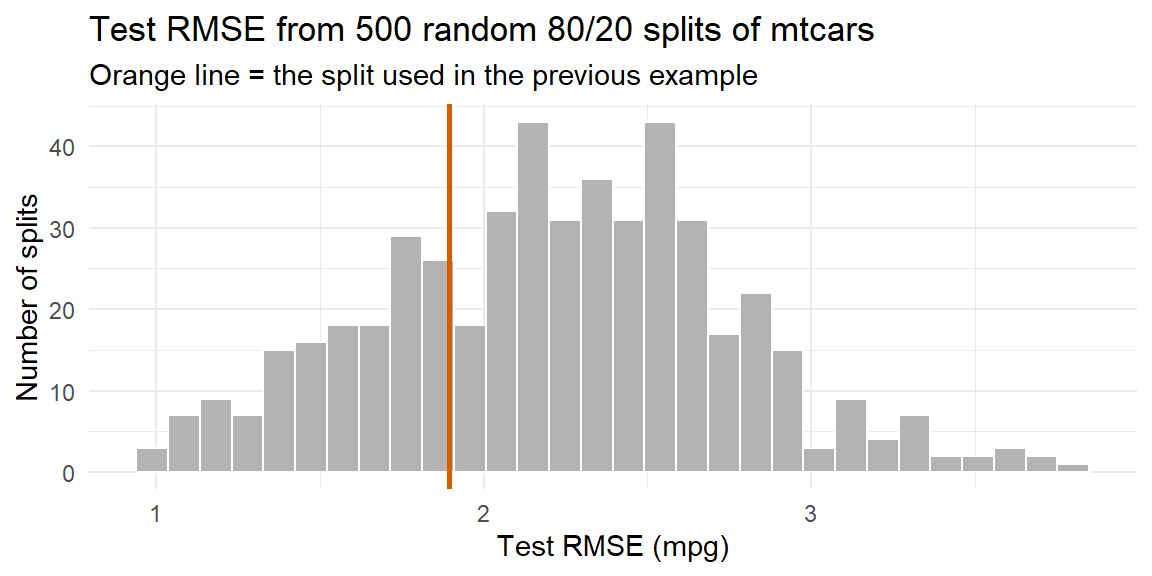 Test RMSE from 500 random 80/20 splits of mtcars
Orange line = the split used in the previous example
Number of splits
40
30
20
10
0
1
2
3
Test RMSE (mpg)